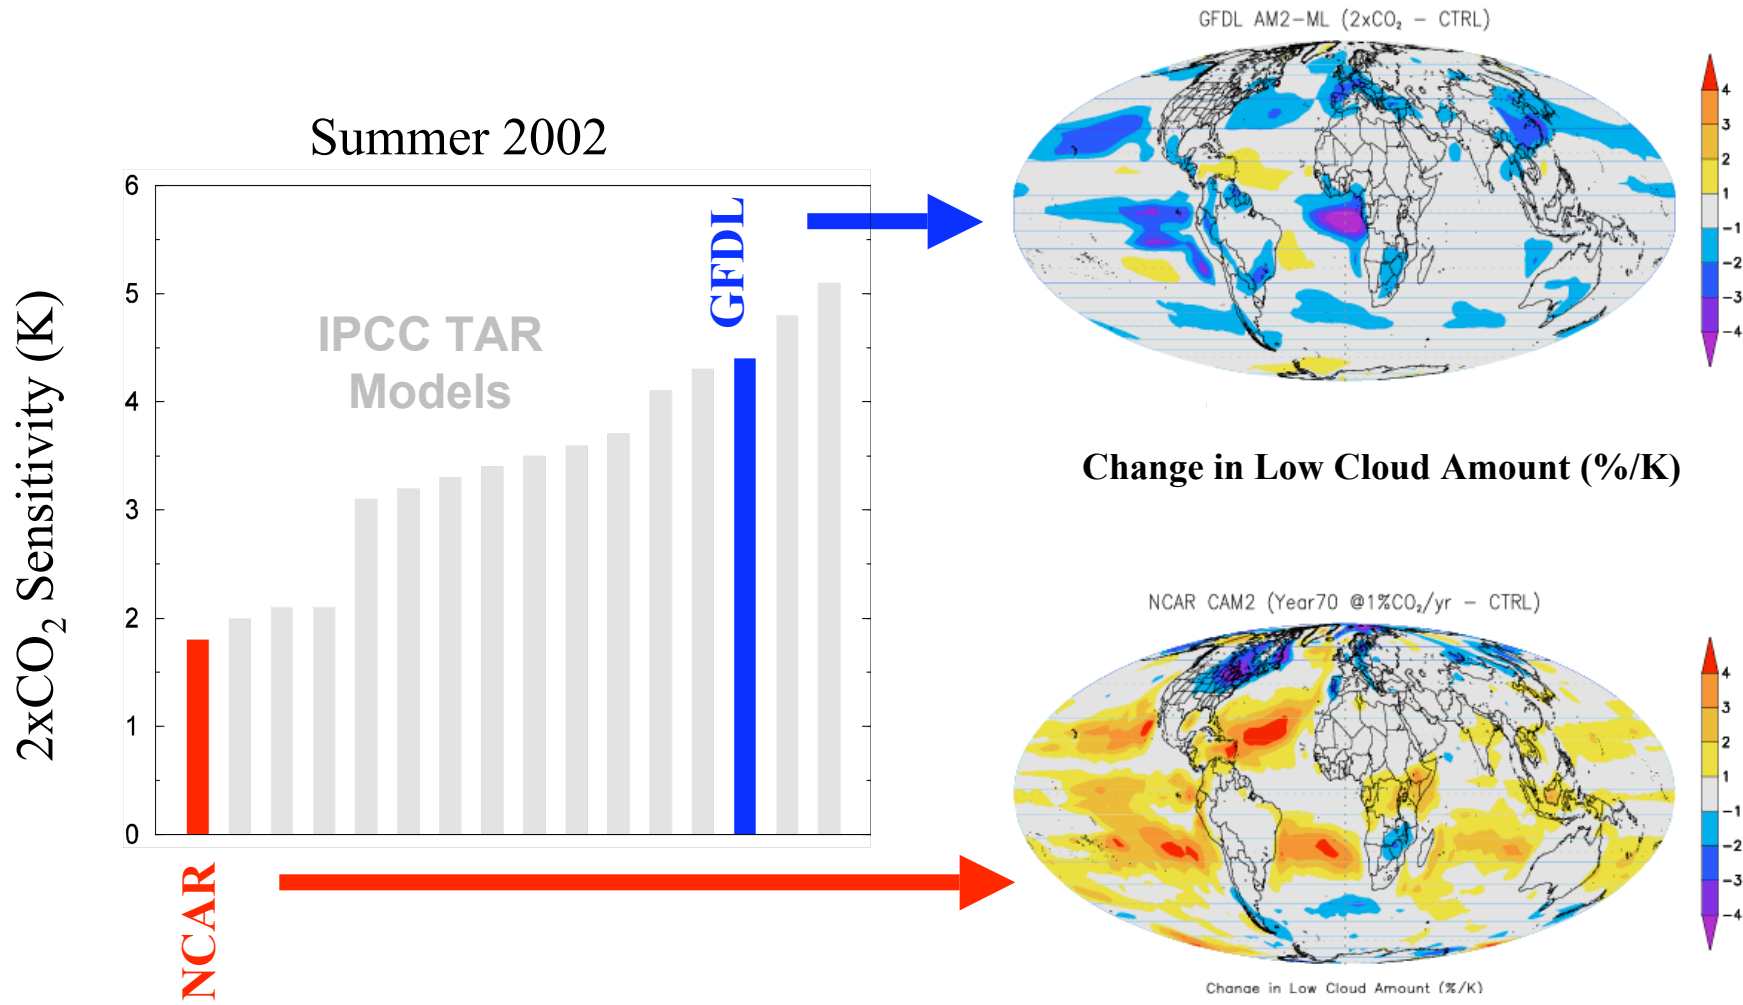 Summer 2002
2xCO₂ Sensitivity (K)
6
5
4
3
2
1
0
IPCC TAR
Models
GFDL
NCAR
GFDL AM2-ML (2xCO₂ - CTRL)
4
3
2
1
-1
-2
-3
-4
Change in Low Cloud Amount (%/K)
NCAR CAM2 (Year70 @1%CO₂/yr - CTRL)
4
3
2
1
-1
-2
-3
-4
Change in Low Cloud Amount (%/K)